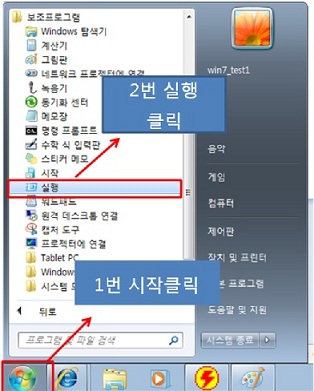 보조프로그램
Windows 탐색기
계산기
그림판
네트워크 프로젝터에 연결
녹음기
동기화 센터
메모장
명령 프롬프트
수학 식 입력판
스티커 메모
시작
실행
워드패드
원격 데스크톱 연결
캡처 도구
프로젝터에 연결
Tablet PC
Windows
시스템
뒤로
프로그램 및 파일 검색
win7_test1
2번 실행
클릭
음악
게임
컴퓨터
제어판
장치 및 프린터
프로그램
도움말 및 지원
시스템 종료
1번 시작클릭